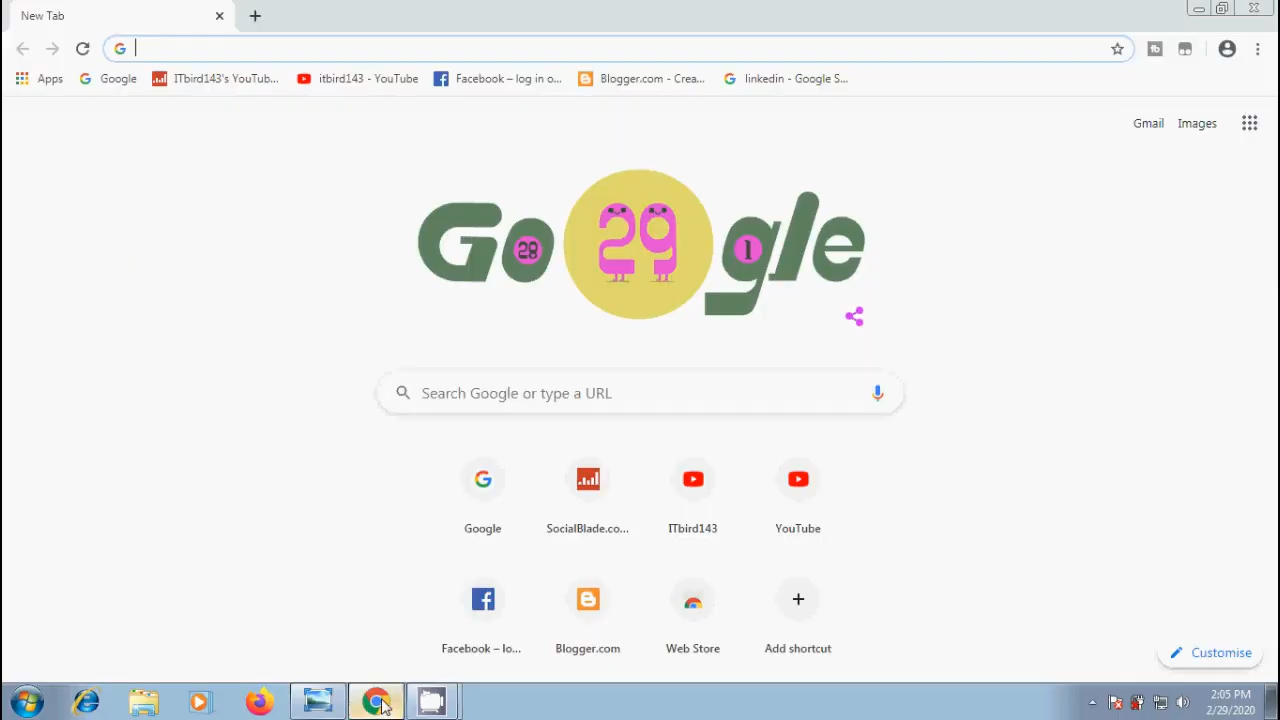 New Tab
Apps Google ITbird143's YouTub... itbird143 - YouTube Facebook – log in o... Blogger.com - Crea... linkedin - Google S...
Gmail Images
Go 28 29 1 gle
Search Google or type a URL
Google SocialBlade.co... ITbird143 YouTube
Facebook – lo... Blogger.com Web Store Add shortcut
Customise
2:05 PM
2/29/2020